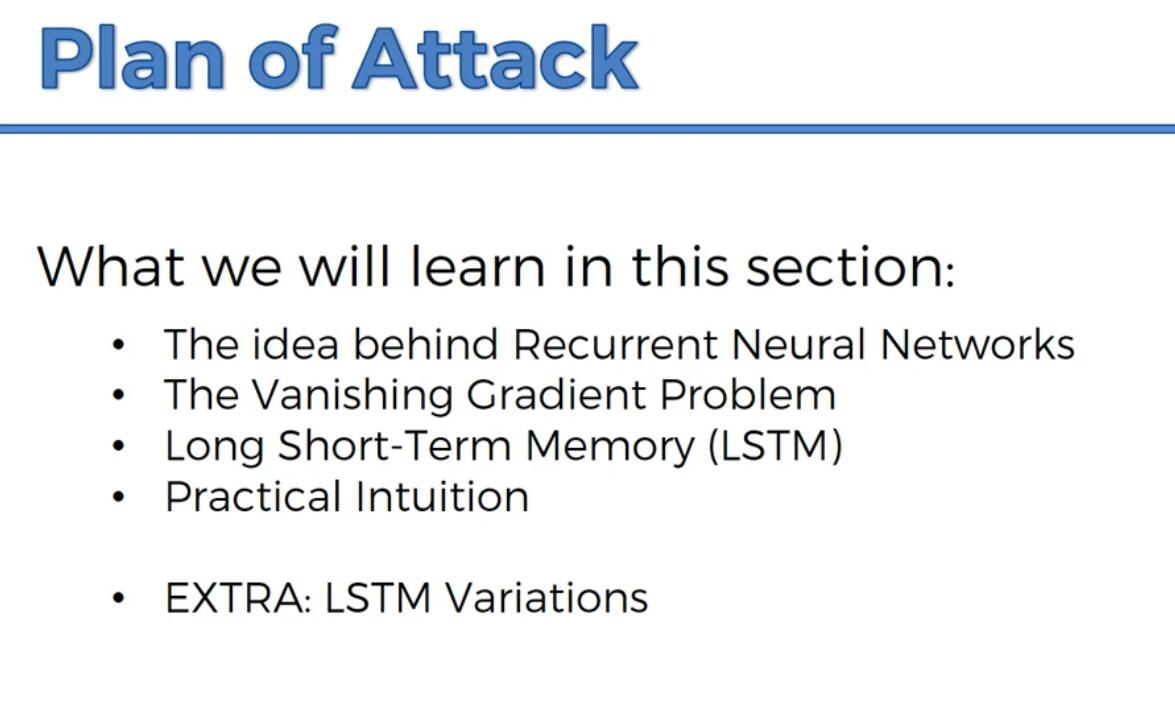 Plan of Attack
What we will learn in this section:
• The idea behind Recurrent Neural Networks
• The Vanishing Gradient Problem
• Long Short-Term Memory (LSTM)
• Practical Intuition
• EXTRA: LSTM Variations